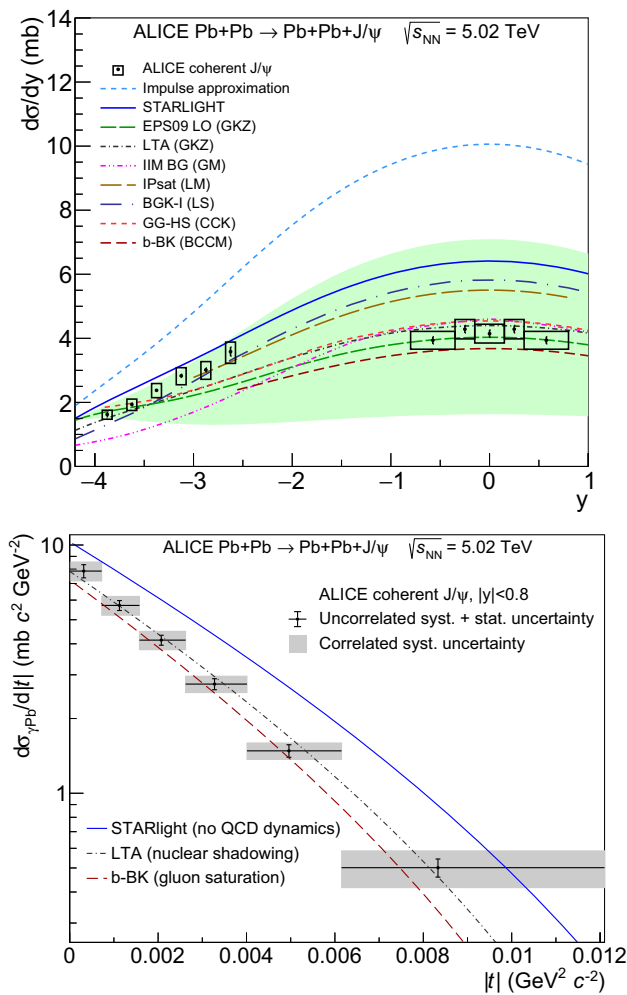 ALICE Pb+Pb → Pb+Pb+J/ψ √sNN = 5.02 TeV
dσ/dy (mb)
14
12
10
8
6
4
2
0
ALICE coherent J/ψ
Impulse approximation
STARLIGHT
EPS09 LO (GKZ)
LTA (GKZ)
IIM BG (GM)
IPsat (LM)
BGK-I (LS)
GG-HS (CCK)
b-BK (BCCM)
−4 −3 −2 −1 0 1
y
ALICE Pb+Pb → Pb+Pb+J/ψ √sNN = 5.02 TeV
dσγPb/d|t| (mb c² GeV⁻²)
10
1
ALICE coherent J/ψ, |y|<0.8
Uncorrelated syst. + stat. uncertainty
Correlated syst. uncertainty
STARlight (no QCD dynamics)
LTA (nuclear shadowing)
b-BK (gluon saturation)
0 0.002 0.004 0.006 0.008 0.01 0.012
|t| (GeV² c⁻²)